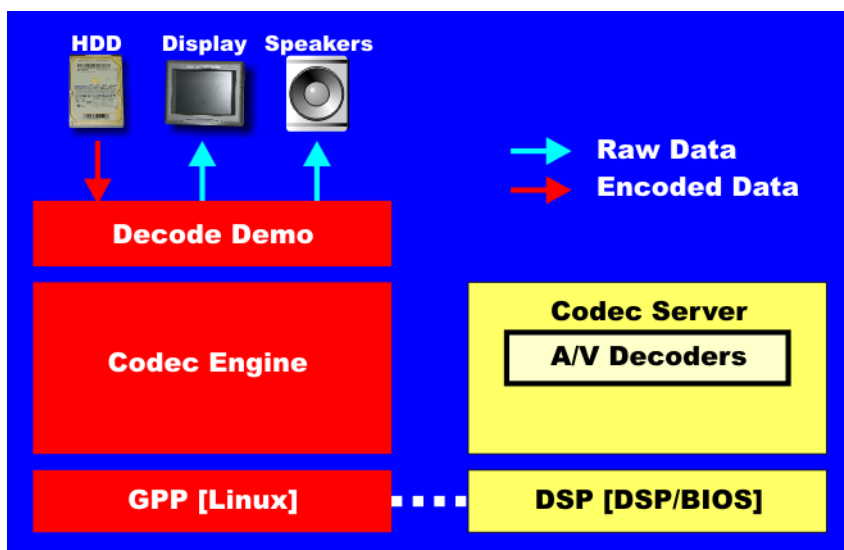 HDD Display Speakers
Raw Data
Encoded Data
Decode Demo
Codec Engine
Codec Server
A/V Decoders
GPP [Linux]
DSP [DSP/BIOS]